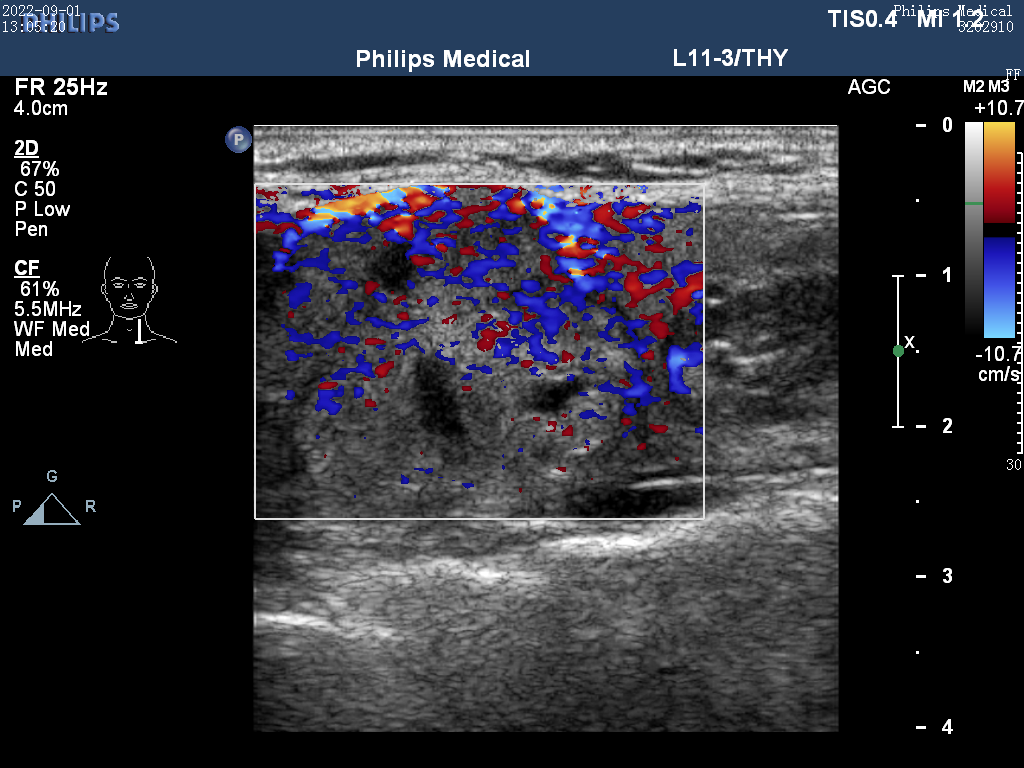 2022-09-01
13:05:20
PHILIPS
TIS0.4 MI 1.2
Philips Medical
3202910
Philips Medical
L11-3/THY
FF
FR 25Hz
4.0cm
AGC
M2 M3
+10.7
2D
67%
C 50
P Low
Pen
CF
61%
5.5MHz
WF Med
Med
P
0
1
X
-10.7
cm/s
2
30
G
P R
3
4